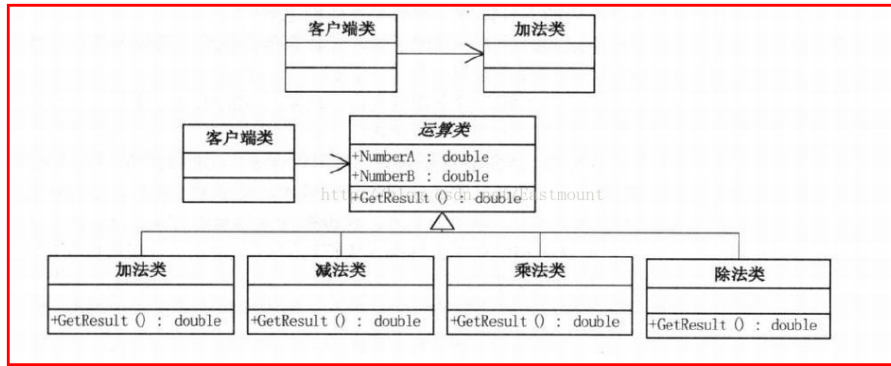 客户端类
加法类
客户端类
运算类
+NumberA : double
+NumberB : double
+GetResult() : double
加法类
减法类
乘法类
除法类
+GetResult() : double
+GetResult() : double
+GetResult() : double
+GetResult() : double